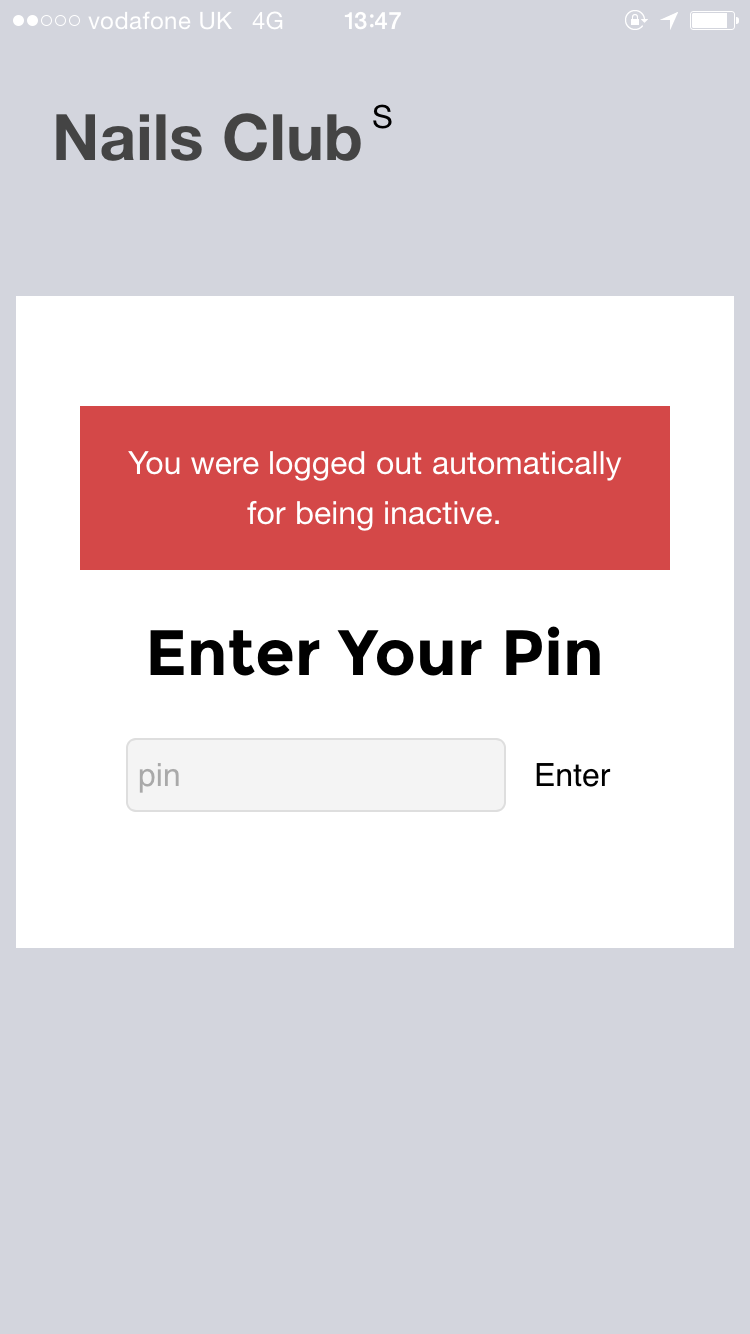 vodafone UK 4G 13:47
Nails Club S
You were logged out automatically
for being inactive.
Enter Your Pin
pin Enter